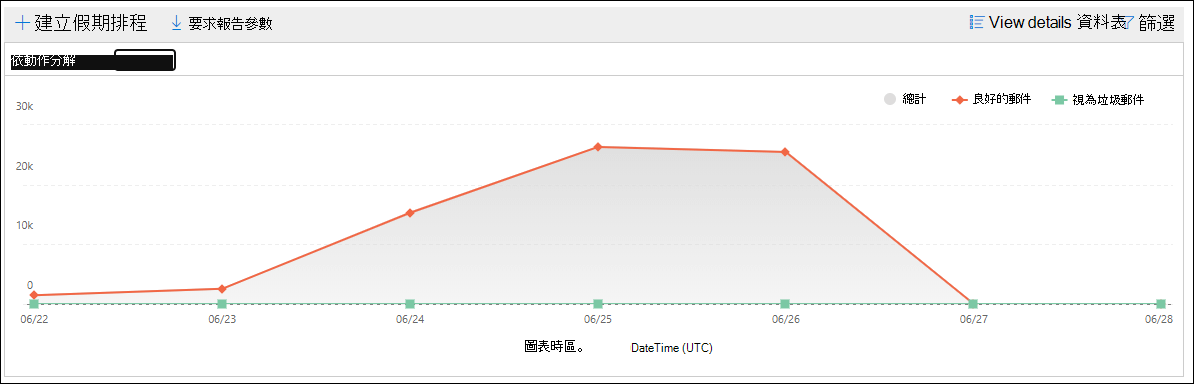 建立假期排程 要求報告參數 View details 資料表 篩選
依動作分解
總計 良好的郵件 視為垃圾郵件
30k
20k
10k
0
06/22 06/23 06/24 06/25 06/26 06/27 06/28
圖表時區。 DateTime (UTC)